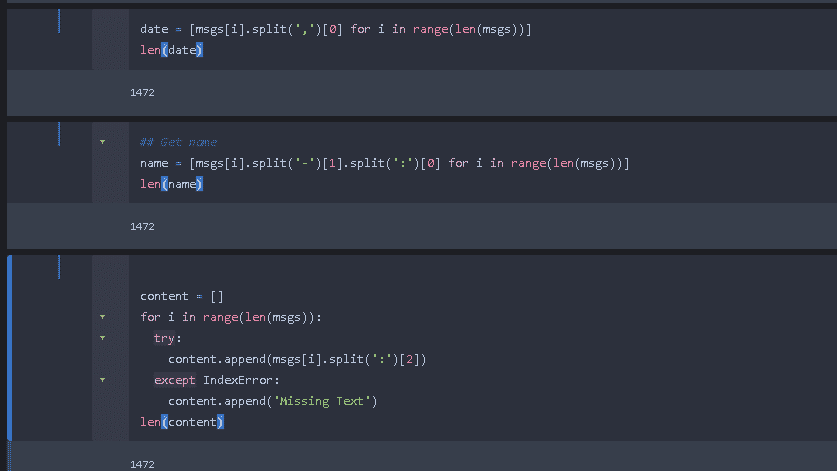 date = [msgs[i].split(',')[0] for i in range(len(msgs))]
len(date)
1472
## Get name
name = [msgs[i].split('-')[1].split(':')[0] for i in range(len(msgs))]
len(name)
1472
content = []
for i in range(len(msgs)):
try:
content.append(msgs[i].split(':')[2])
except IndexError:
content.append('Missing Text')
len(content)
1472